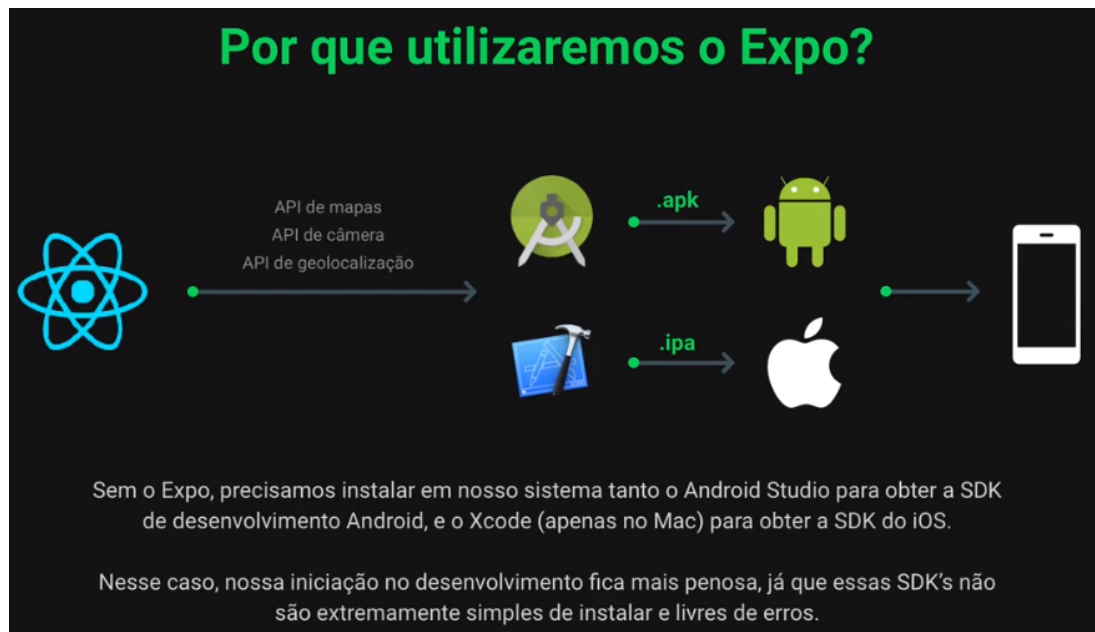 Por que utilizaremos o Expo?
API de mapas
API de câmera
API de geolocalização
.apk
.ipa
Sem o Expo, precisamos instalar em nosso sistema tanto o Android Studio para obter a SDK
de desenvolvimento Android, e o Xcode (apenas no Mac) para obter a SDK do iOS.
Nesse caso, nossa iniciação no desenvolvimento fica mais penosa, já que essas SDK's não
são extremamente simples de instalar e livres de erros.